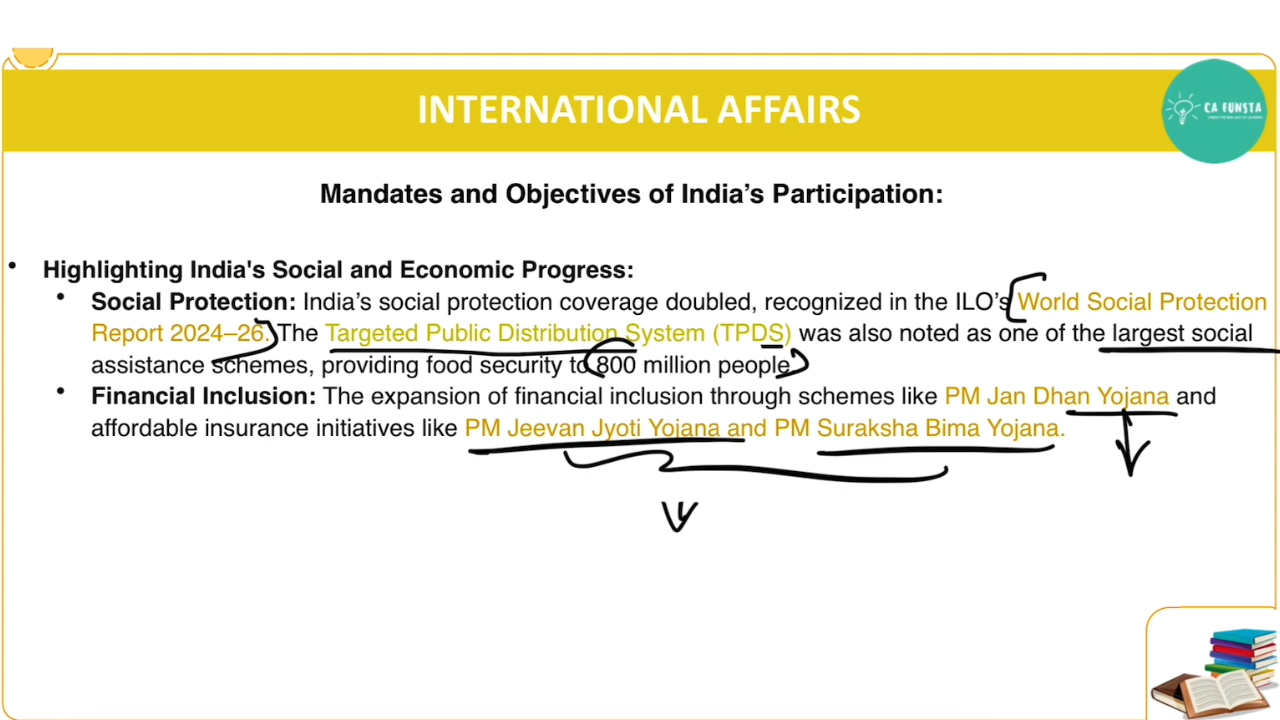 INTERNATIONAL AFFAIRS
CA FUNSTA
Mandates and Objectives of India’s Participation:
• Highlighting India's Social and Economic Progress:
• Social Protection: India’s social protection coverage doubled, recognized in the ILO’s World Social Protection
Report 2024–26. The Targeted Public Distribution System (TPDS) was also noted as one of the largest social
assistance schemes, providing food security to 800 million people.
• Financial Inclusion: The expansion of financial inclusion through schemes like PM Jan Dhan Yojana and
affordable insurance initiatives like PM Jeevan Jyoti Yojana and PM Suraksha Bima Yojana.